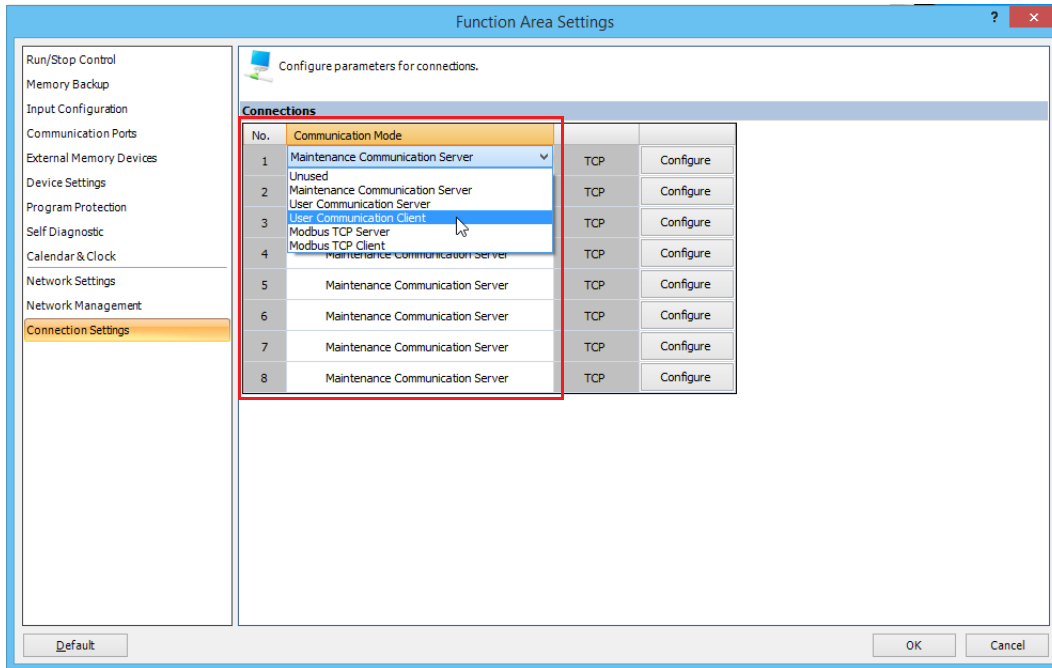 Function Area Settings
?
×
Run/Stop Control
Memory Backup
Input Configuration
Communication Ports
External Memory Devices
Device Settings
Program Protection
Self Diagnostic
Calendar & Clock
Network Settings
Network Management
Connection Settings
Configure parameters for connections.
Connections
No. Communication Mode
1 Maintenance Communication Server TCP Configure
Unused
Maintenance Communication Server
User Communication Server
User Communication Client
Modbus TCP Server
Modbus TCP Client
2 TCP Configure
3 TCP Configure
4 Maintenance Communication Server TCP Configure
5 Maintenance Communication Server TCP Configure
6 Maintenance Communication Server TCP Configure
7 Maintenance Communication Server TCP Configure
8 Maintenance Communication Server TCP Configure
Default OK Cancel